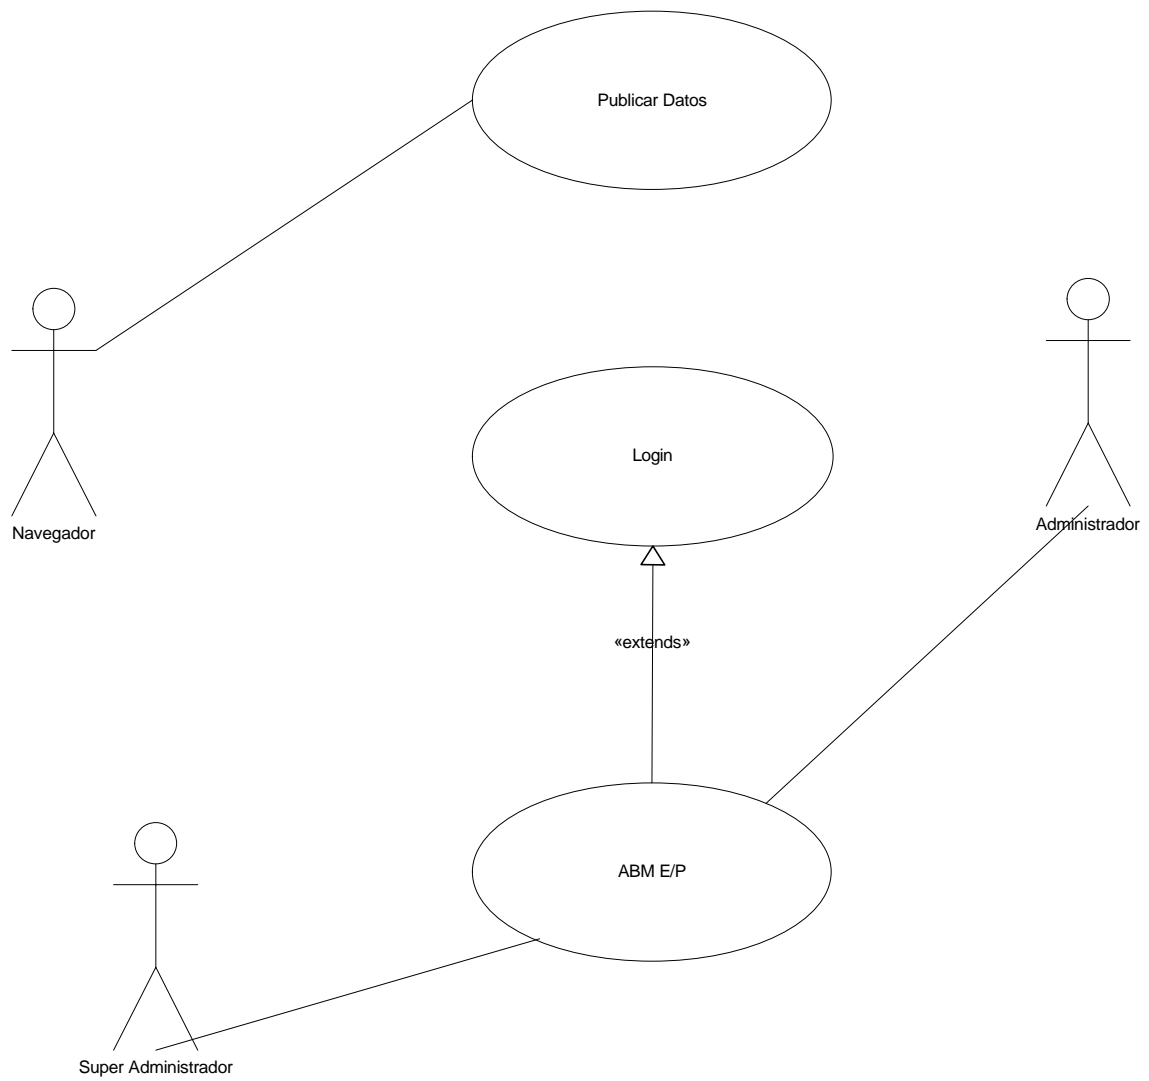 Publicar Datos
Login
Navegador
Administrador
«extends»
ABM E/P
Super Administrador